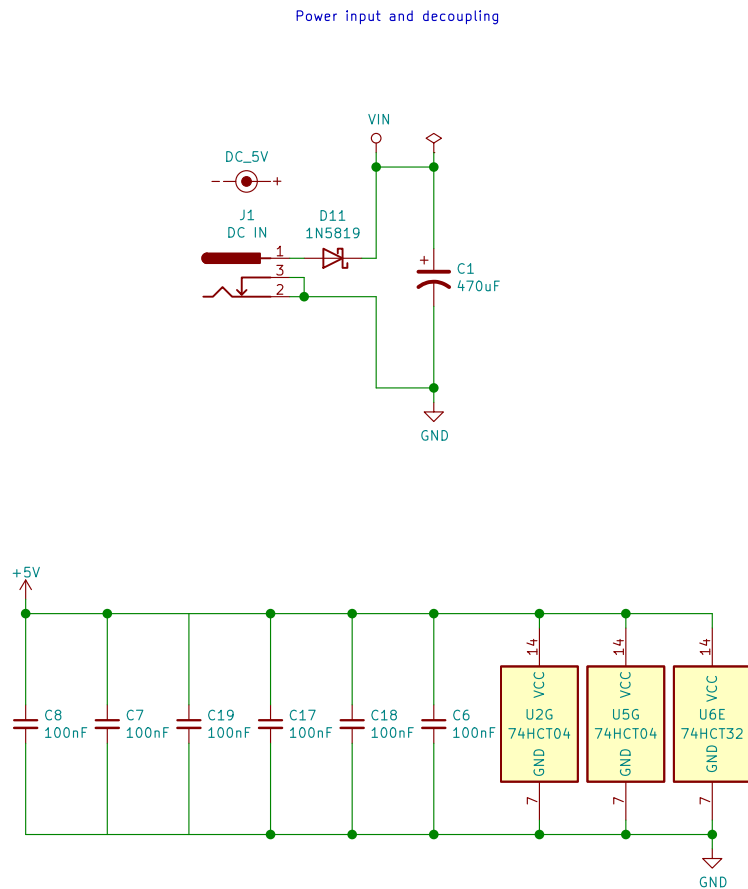 Power input and decoupling
VIN
DC_5V
- +
J1
DC IN
D11
1N5819
1
3
2
+
C1
470uF
GND
+5V
14
14
14
VCC
VCC
VCC
C8
100nF
C7
100nF
C19
100nF
C17
100nF
C18
100nF
C6
100nF
U2G
74HCT04
U5G
74HCT04
U6E
74HCT32
GND
GND
GND
7
7
7
GND